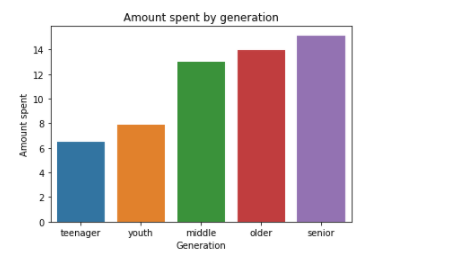 Amount spent by generation
14
12
10
8
6
4
2
0
Amount spent
teenager youth middle older senior
Generation